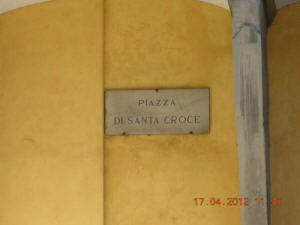 PIAZZA
DI SANTA CROCE
17.04.2012